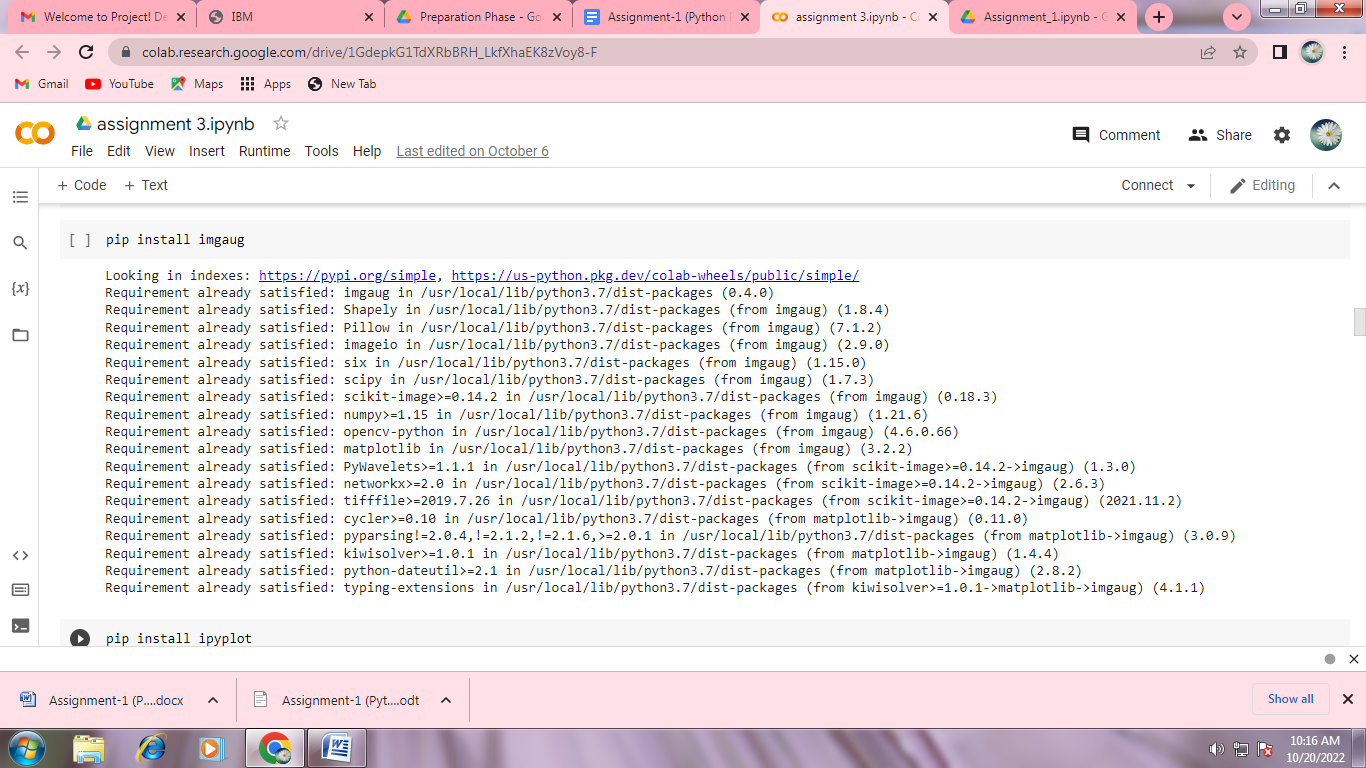 Welcome to Project! De
IBM
Preparation Phase - Go
Assignment-1 (Python
assignment 3.ipynb - C
Assignment_1.ipynb - G
colab.research.google.com/drive/1GdepkG1TdXRbBRH_LkfXhaEK8zVoy8-F
Gmail YouTube Maps Apps New Tab
assignment 3.ipynb
Comment Share
File Edit View Insert Runtime Tools Help Last edited on October 6
+ Code + Text
Connect Editing
[ ] pip install imgaug
Looking in indexes: https://pypi.org/simple, https://us-python.pkg.dev/colab-wheels/public/simple/
Requirement already satisfied: imgaug in /usr/local/lib/python3.7/dist-packages (0.4.0)
Requirement already satisfied: Shapely in /usr/local/lib/python3.7/dist-packages (from imgaug) (1.8.4)
Requirement already satisfied: Pillow in /usr/local/lib/python3.7/dist-packages (from imgaug) (7.1.2)
Requirement already satisfied: imageio in /usr/local/lib/python3.7/dist-packages (from imgaug) (2.9.0)
Requirement already satisfied: six in /usr/local/lib/python3.7/dist-packages (from imgaug) (1.15.0)
Requirement already satisfied: scipy in /usr/local/lib/python3.7/dist-packages (from imgaug) (1.7.3)
Requirement already satisfied: scikit-image>=0.14.2 in /usr/local/lib/python3.7/dist-packages (from imgaug) (0.18.3)
Requirement already satisfied: numpy>=1.15 in /usr/local/lib/python3.7/dist-packages (from imgaug) (1.21.6)
Requirement already satisfied: opencv-python in /usr/local/lib/python3.7/dist-packages (from imgaug) (4.6.0.66)
Requirement already satisfied: matplotlib in /usr/local/lib/python3.7/dist-packages (from imgaug) (3.2.2)
Requirement already satisfied: PyWavelets>=1.1.1 in /usr/local/lib/python3.7/dist-packages (from scikit-image>=0.14.2->imgaug) (1.3.0)
Requirement already satisfied: networkx>=2.0 in /usr/local/lib/python3.7/dist-packages (from scikit-image>=0.14.2->imgaug) (2.6.3)
Requirement already satisfied: tifffile>=2019.7.26 in /usr/local/lib/python3.7/dist-packages (from scikit-image>=0.14.2->imgaug) (2021.11.2)
Requirement already satisfied: cycler>=0.10 in /usr/local/lib/python3.7/dist-packages (from matplotlib->imgaug) (0.11.0)
Requirement already satisfied: pyparsing!=2.0.4,!=2.1.2,!=2.1.6,>=2.0.1 in /usr/local/lib/python3.7/dist-packages (from matplotlib->imgaug) (3.0.9)
Requirement already satisfied: kiwisolver>=1.0.1 in /usr/local/lib/python3.7/dist-packages (from matplotlib->imgaug) (1.4.4)
Requirement already satisfied: python-dateutil>=2.1 in /usr/local/lib/python3.7/dist-packages (from matplotlib->imgaug) (2.8.2)
Requirement already satisfied: typing-extensions in /usr/local/lib/python3.7/dist-packages (from kiwisolver>=1.0.1->matplotlib->imgaug) (4.1.1)
pip install ipyplot
Assignment-1 (P....docx
Assignment-1 (Pyt....odt
Show all
10:16 AM
10/20/2022